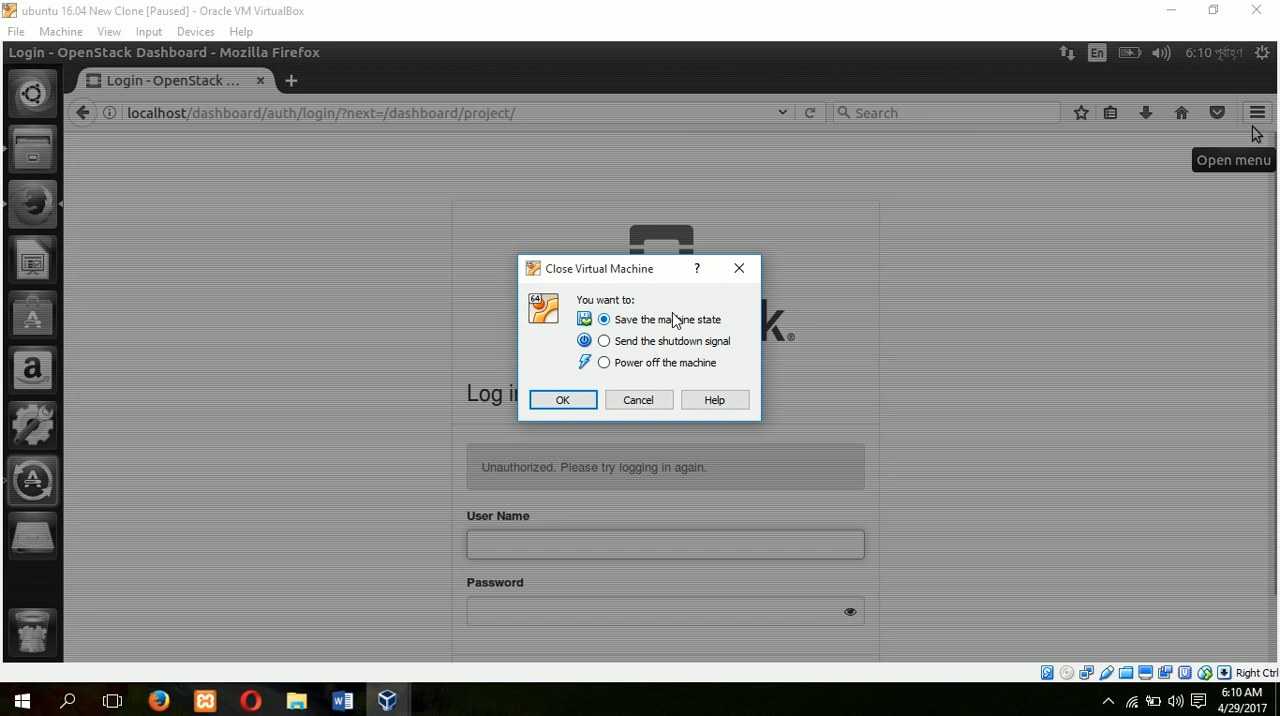 ubuntu 16.04 New Clone [Paused] - Oracle VM VirtualBox
File Machine View Input Devices Help
Login - OpenStack Dashboard - Mozilla Firefox
En
6:10 পূর্বাহ্ণ
Login - OpenStack ...
localhost/dashboard/auth/login/?next=/dashboard/project/
Search
Open menu
Close Virtual Machine
64
You want to:
Save the machine state
Send the shutdown signal
Power off the machine
OK Cancel Help
k®
Log in
Unauthorized. Please try logging in again.
User Name
Password
Right Ctrl
6:10 AM
4/29/2017